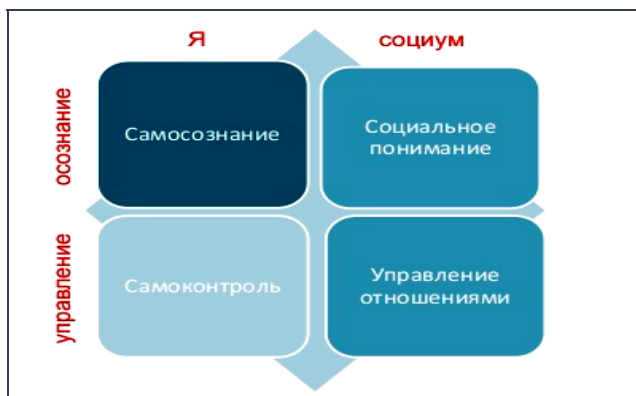 Я
социум
осознание
Самосознание
Социальное
понимание
управление
Самоконтроль
Управление
отношениями